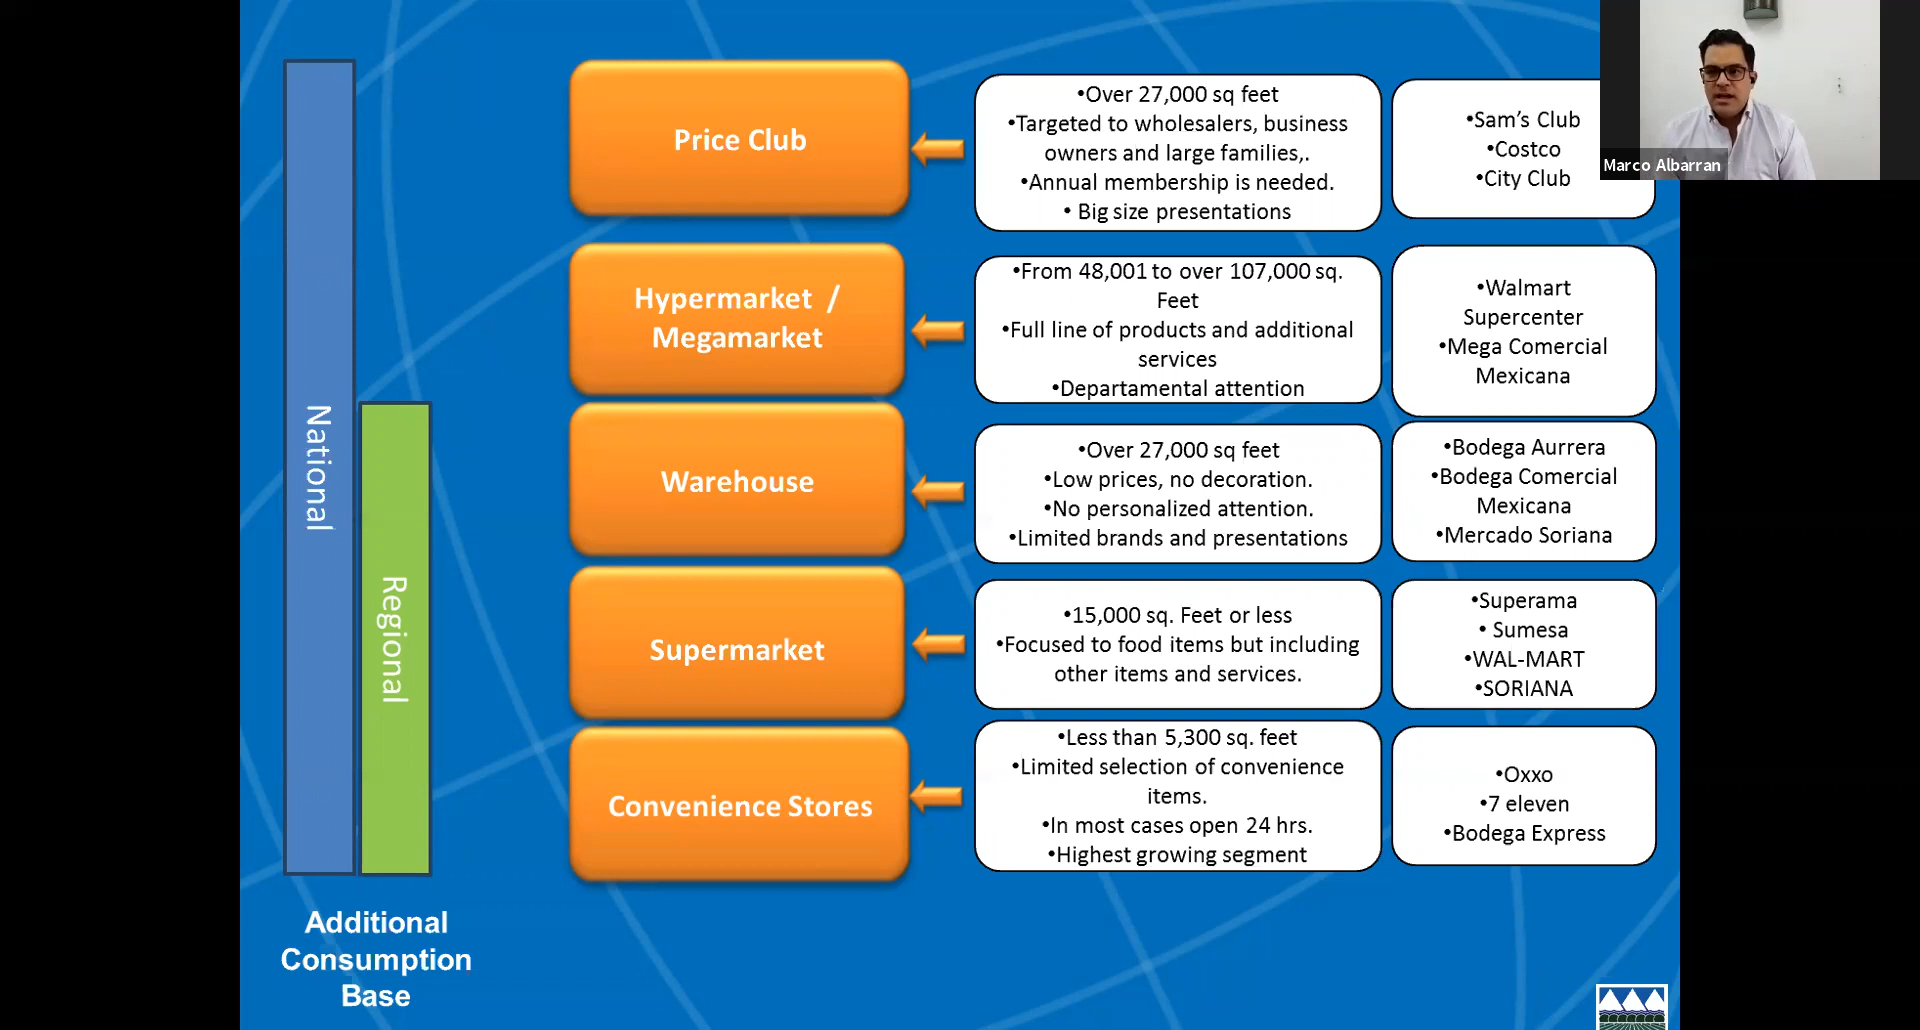 National
Regional
Additional
Consumption
Base
Price Club
•Over 27,000 sq feet
•Targeted to wholesalers, business
owners and large families,.
•Annual membership is needed.
• Big size presentations
•Sam’s Club
•Costco
•City Club
Marco Albarran
Hypermarket /
Megamarket
•From 48,001 to over 107,000 sq.
Feet
•Full line of products and additional
services
•Departamental attention
•Walmart
Supercenter
•Mega Comercial
Mexicana
Warehouse
•Over 27,000 sq feet
•Low prices, no decoration.
•No personalized attention.
•Limited brands and presentations
•Bodega Aurrera
•Bodega Comercial
Mexicana
•Mercado Soriana
Supermarket
•15,000 sq. Feet or less
•Focused to food items but including
other items and services.
•Superama
• Sumesa
•WAL-MART
•SORIANA
Convenience Stores
•Less than 5,300 sq. feet
•Limited selection of convenience
items.
•In most cases open 24 hrs.
•Highest growing segment
•Oxxo
•7 eleven
•Bodega Express